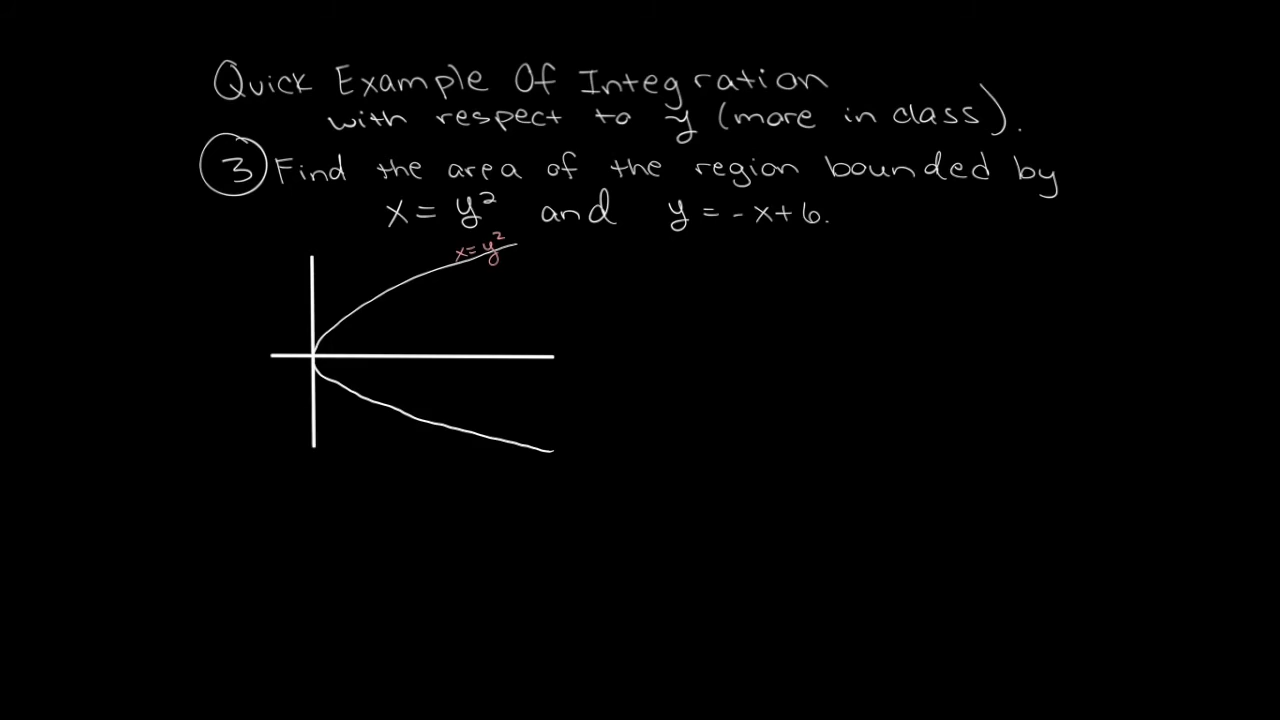 Quick Example Of Integration
with respect to y (more in class).
3 Find the area of the region bounded by
x = y² and y = -x+6.
x=y²